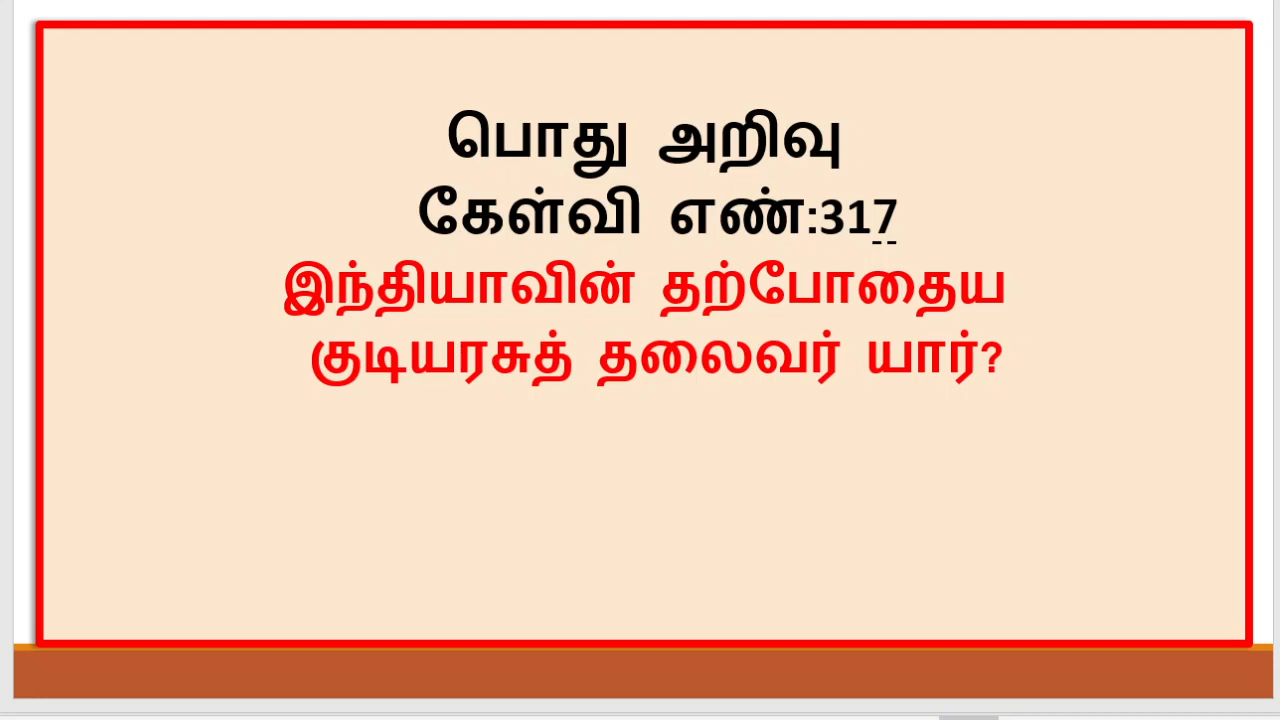 பொது அறிவு
கேள்வி எண்:317
இந்தியாவின் தற்போதைய
குடியரசுத் தலைவர் யார்?